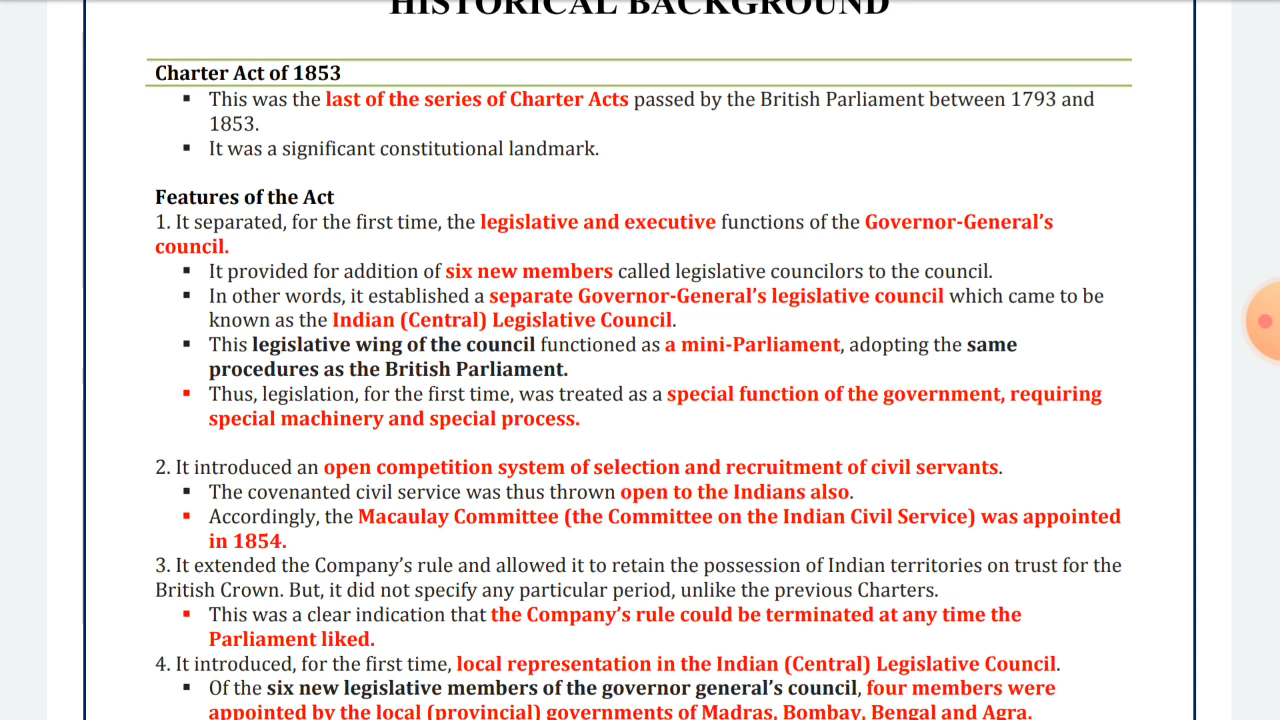 HISTORICAL BACKGROUND
Charter Act of 1853
▪ This was the last of the series of Charter Acts passed by the British Parliament between 1793 and
1853.
▪ It was a significant constitutional landmark.
Features of the Act
1. It separated, for the first time, the legislative and executive functions of the Governor-General’s
council.
▪ It provided for addition of six new members called legislative councilors to the council.
▪ In other words, it established a separate Governor-General’s legislative council which came to be
known as the Indian (Central) Legislative Council.
▪ This legislative wing of the council functioned as a mini-Parliament, adopting the same
procedures as the British Parliament.
▪ Thus, legislation, for the first time, was treated as a special function of the government, requiring
special machinery and special process.
2. It introduced an open competition system of selection and recruitment of civil servants.
▪ The covenanted civil service was thus thrown open to the Indians also.
▪ Accordingly, the Macaulay Committee (the Committee on the Indian Civil Service) was appointed
in 1854.
3. It extended the Company’s rule and allowed it to retain the possession of Indian territories on trust for the
British Crown. But, it did not specify any particular period, unlike the previous Charters.
▪ This was a clear indication that the Company’s rule could be terminated at any time the
Parliament liked.
4. It introduced, for the first time, local representation in the Indian (Central) Legislative Council.
▪ Of the six new legislative members of the governor general’s council, four members were
appointed by the local (provincial) governments of Madras, Bombay, Bengal and Agra.